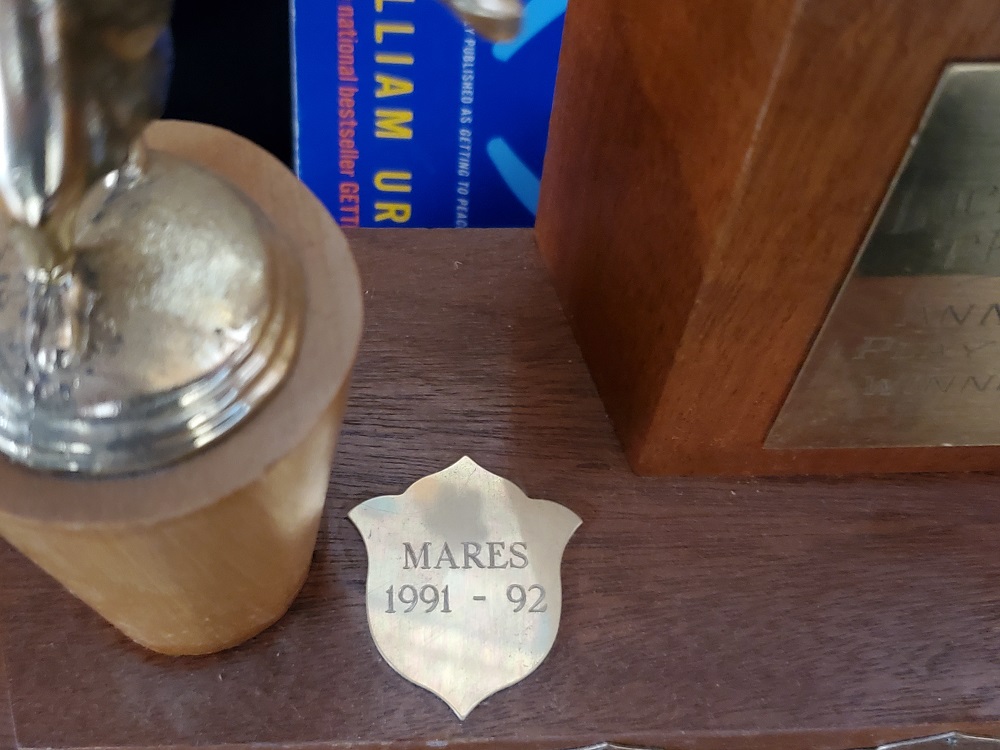 LLIAM UR
national bestseller GETT
Y PUBLISHED AS GETTING TO PEAC
MARES
1991 - 92